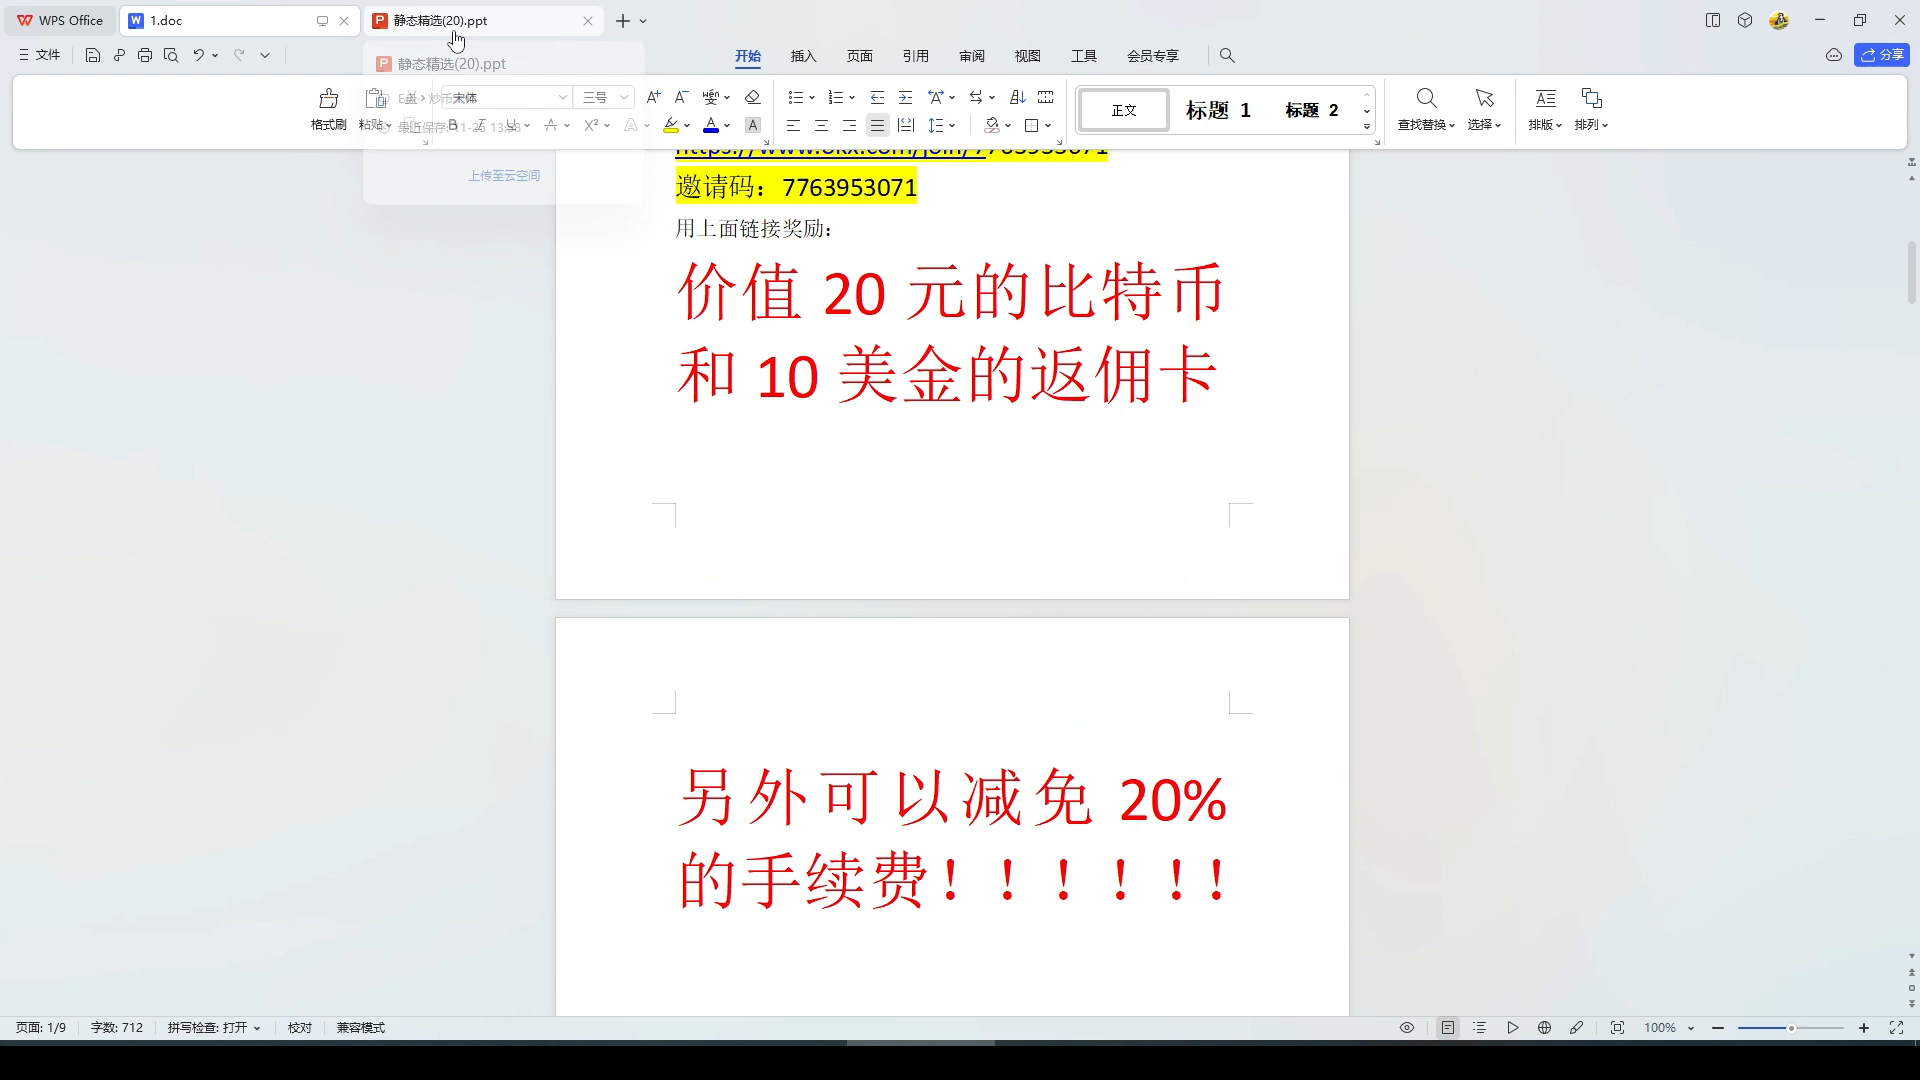 WPS Office
1.doc
静态精选(20).ppt
文件
开始
插入
页面
引用
审阅
视图
工具
会员专享
分享
静态精选(20).ppt
格式刷
粘贴
宋体
三号
正文
标题 1
标题 2
查找替换
选择
排版
排列
上传至云空间
https://www.okx.com/join/7763953071
邀请码：7763953071
用上面链接奖励：
价值 20 元的比特币
和 10 美金的返佣卡
另外可以减免 20%
的手续费！！！！！！
页面: 1/9
字数: 712
拼写检查: 打开
校对
兼容模式
100%